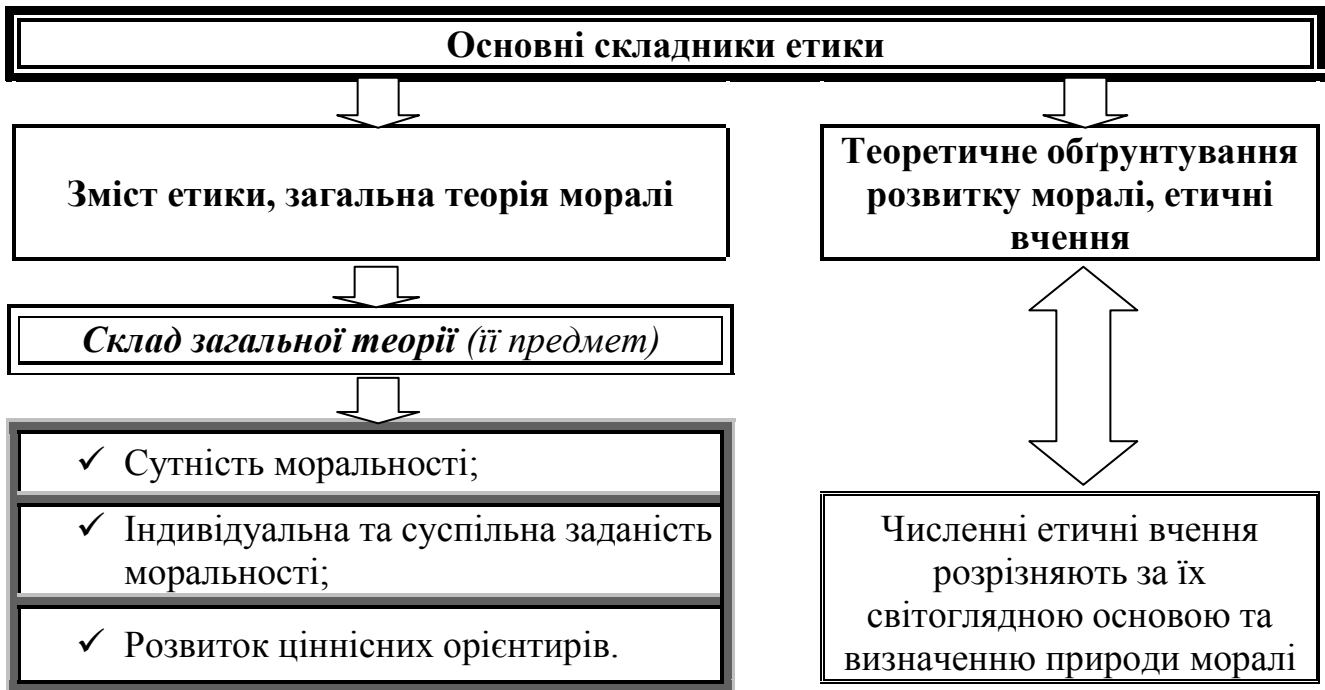 Основні складники етики
Зміст етики, загальна теорія моралі
Теоретичне обґрунтування
розвитку моралі, етичні
вчення
Склад загальної теорії (її предмет)
✓ Сутність моральності;
✓ Індивідуальна та суспільна заданість
моральності;
✓ Розвиток ціннісних орієнтирів.
Численні етичні вчення
розрізняють за їх
світоглядною основою та
визначенню природи моралі